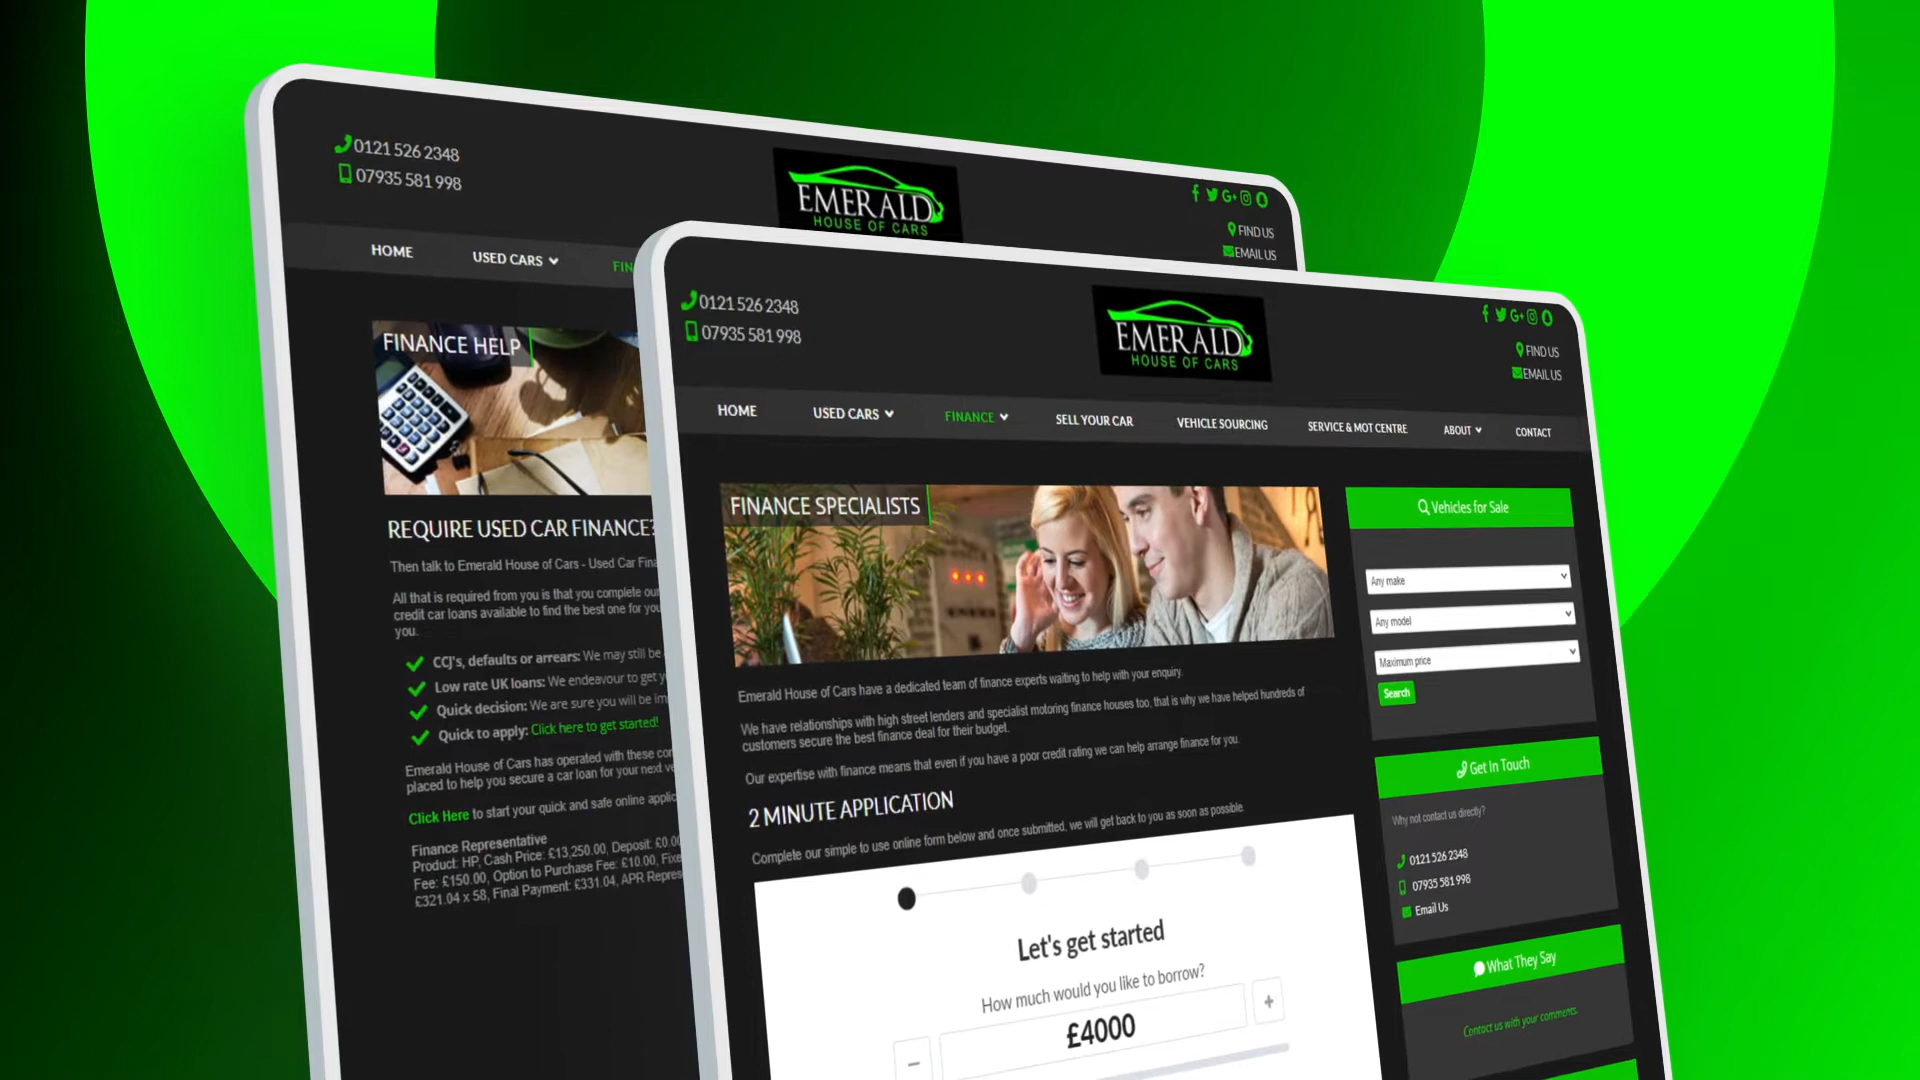 0121 526 2348
07935 581 998
EMERALD
HOUSE OF CARS
FIND US
EMAIL US
HOME
USED CARS
FIN
FINANCE HELP
REQUIRE USED CAR FINANCE?
Then talk to Emerald House of Cars - Used Car
All that is required from you is that you complete
credit car loans available to find the best one for
you.
CCJ's, defaults or arrears: We may still be
Low rate UK loans: We endeavour to get
Quick decision: We are sure you will be
Quick to apply: Click here to get started!
Emerald House of Cars has operated with these
placed to help you secure a car loan for your next
Click Here to start your quick and safe online
Finance Representative
Product: HP, Cash Price: £13,250.00, Deposit:
Fee: £150.00, Option to Purchase Fee: £10.00,
£321.04 x 58, Final Payment: £331.04, APR
0121 526 2348
07935 581 998
EMERALD
HOUSE OF CARS
FIND US
EMAIL US
HOME
USED CARS
FINANCE
SELL YOUR CAR
VEHICLE SOURCING
SERVICE & MOT CENTRE
ABOUT
CONTACT
FINANCE SPECIALISTS
Emerald House of Cars have a dedicated team of finance experts waiting to help with your enquiry.
We have relationships with high street lenders and specialist motoring finance houses too, that is why we have helped hundreds of
customers secure the best finance deal for their budget.
Our expertise with finance means that even if you have a poor credit rating we can help arrange finance for you.
2 MINUTE APPLICATION
Complete our simple to use online form below and once submitted, we will get back to you as soon as possible.
Let's get started
How much would you like to borrow?
−
£4000
+
Vehicles for Sale
Any make
Any model
Maximum price
Search
Get In Touch
Why not contact us directly?
0121 526 2348
07935 581 998
Email Us
What They Say
Contact us with your comments.